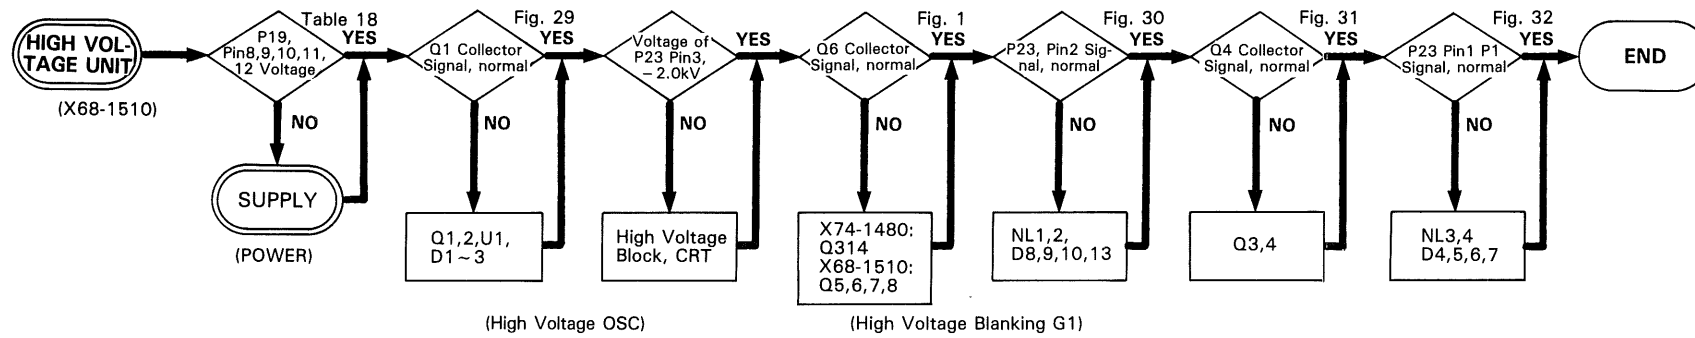 HIGH VOL-
TAGE UNIT
(X68-1510)
Table 18
P19,
Pin8,9,10,11,
12 Voltage
YES
NO
SUPPLY
(POWER)
Fig. 29
Q1 Collector
Signal, normal
YES
NO
Q1,2,U1,
D1~3
Voltage of
P23 Pin3,
−2.0kV
YES
NO
High Voltage
Block, CRT
(High Voltage OSC)
Fig. 1
Q6 Collector
Signal, normal
YES
NO
X74-1480:
Q314
X68-1510:
Q5,6,7,8
(High Voltage Blanking G1)
Fig. 30
P23, Pin2 Sig-
nal, normal
YES
NO
NL1,2,
D8,9,10,13
Fig. 31
Q4 Collector
Signal, normal
YES
NO
Q3,4
Fig. 32
P23 Pin1 P1
Signal, normal
YES
NO
NL3,4
D4,5,6,7
END